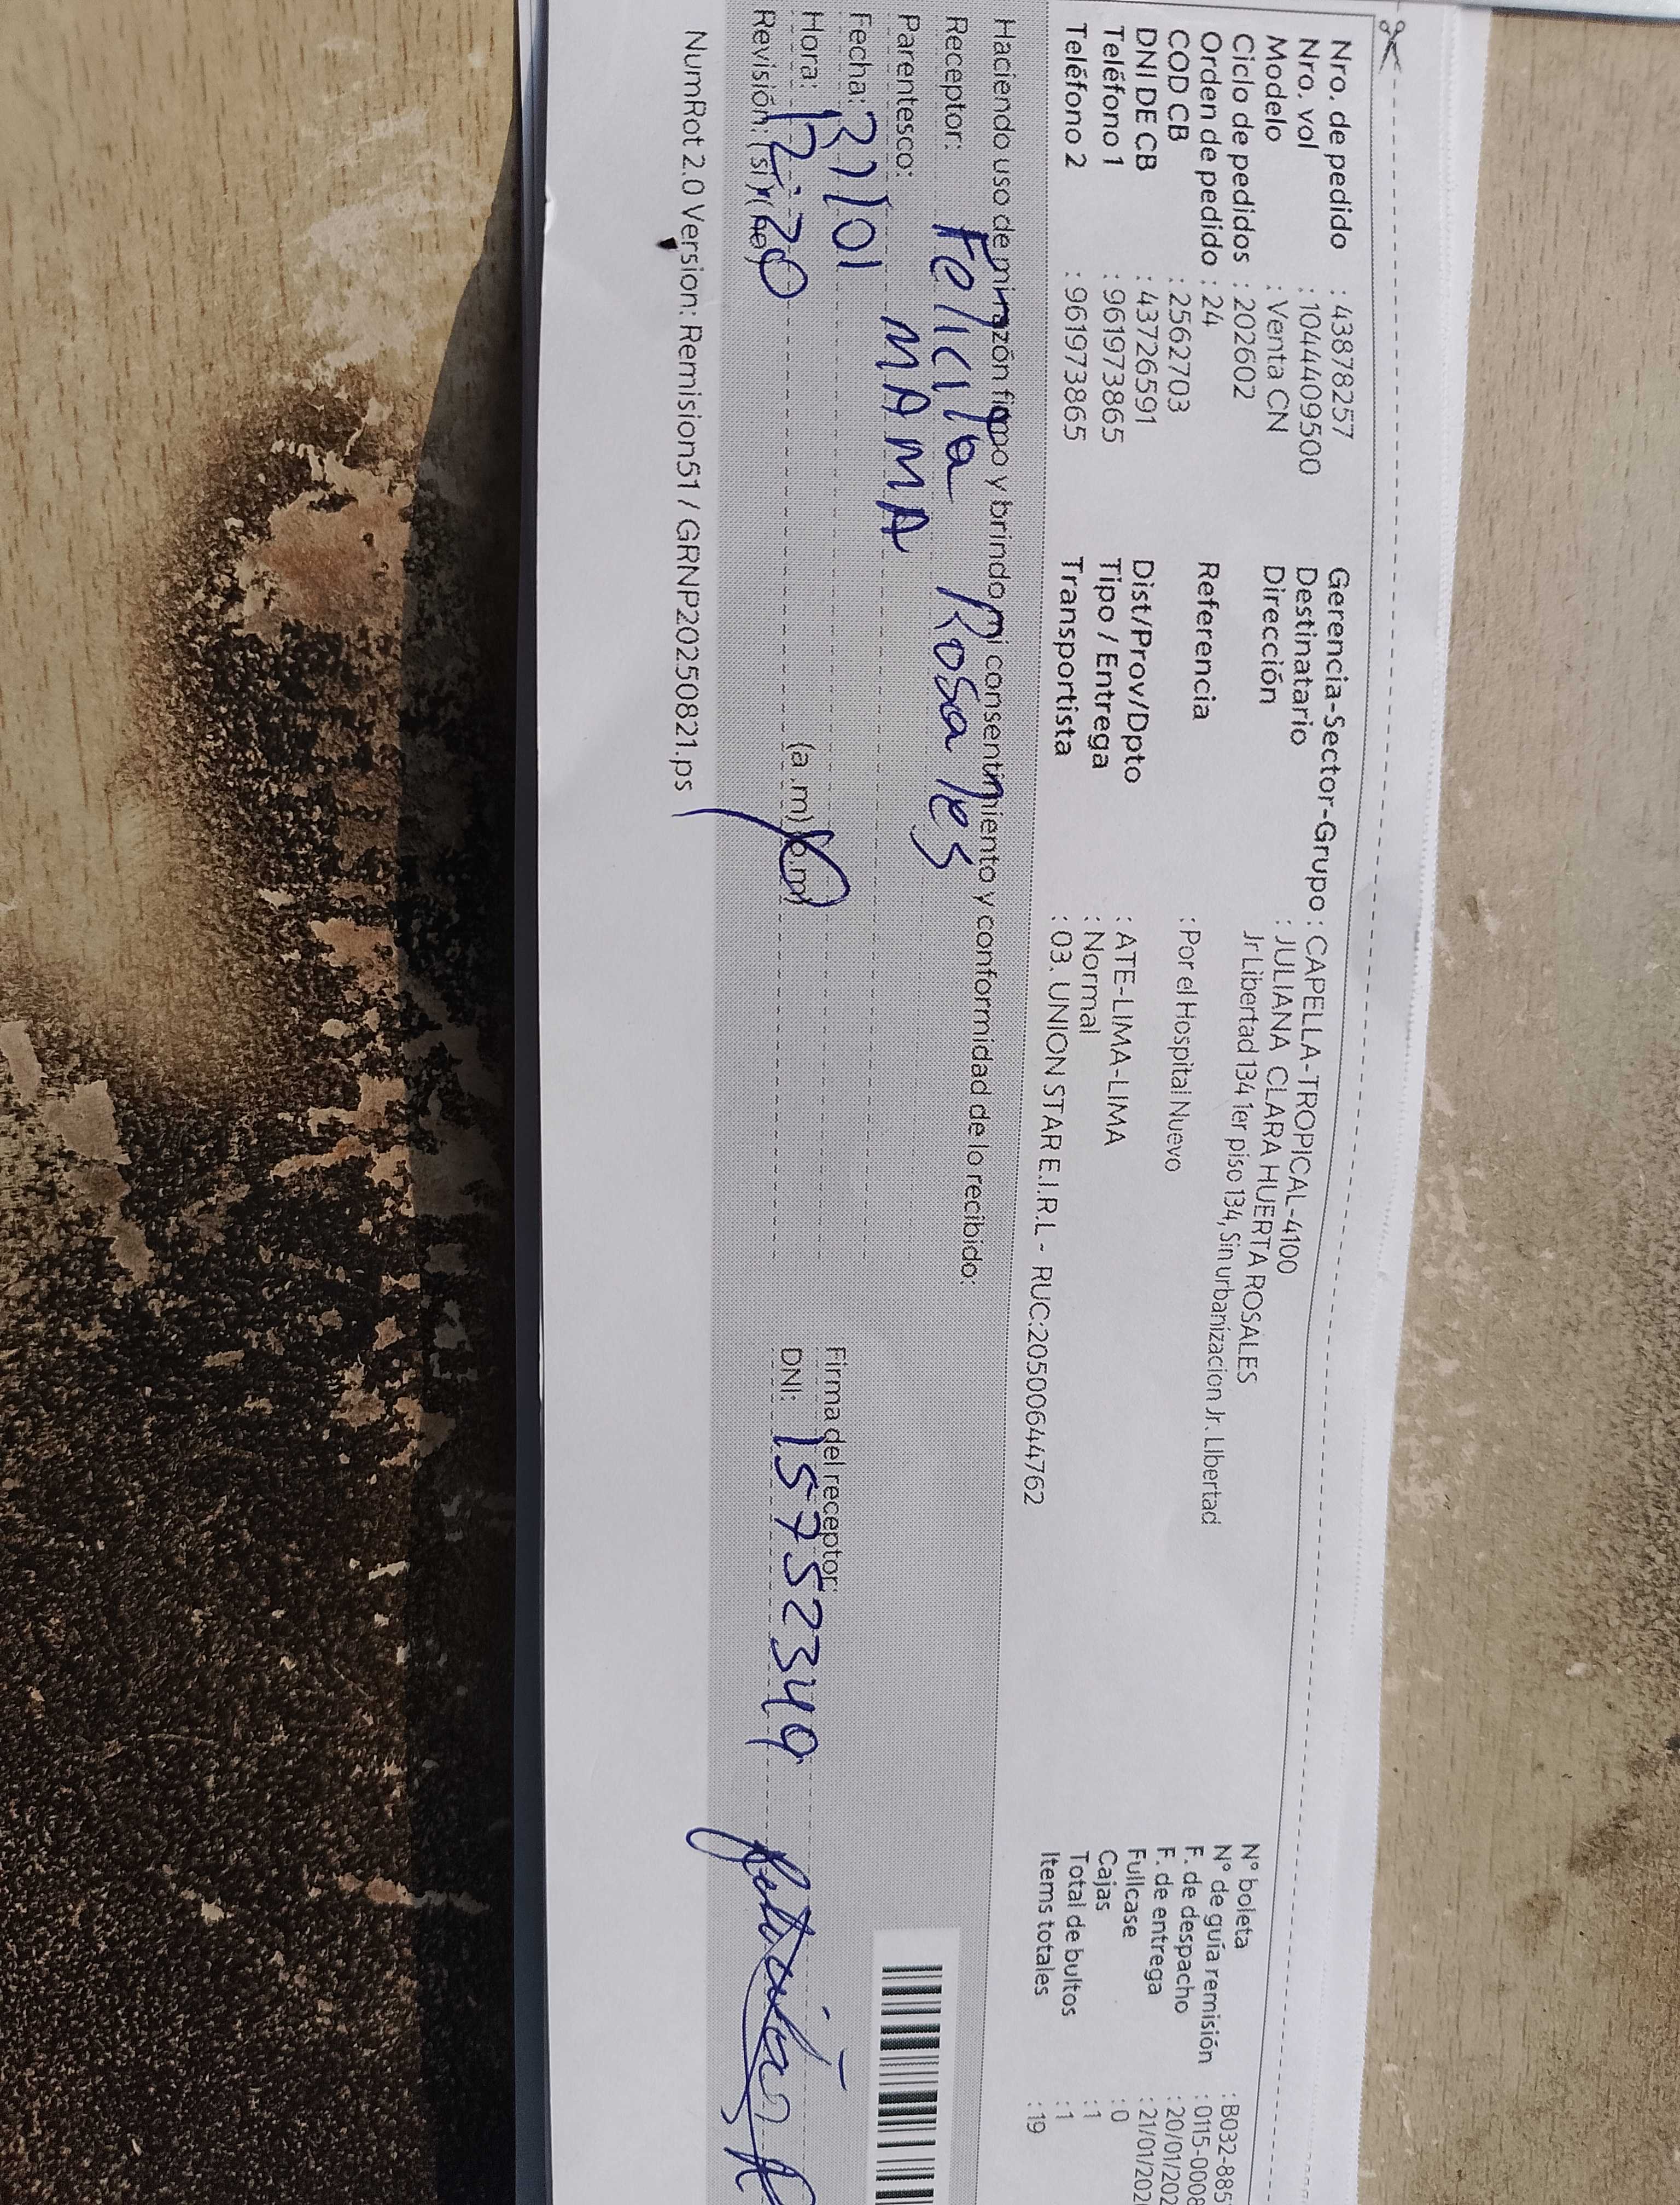 Nro. de pedido : 43878257
Nro. vol : 10444409500
Modelo : Venta CN
Ciclo de pedidos : 202602
Orden de pedido : 24
COD CB : 2562703
DNI DE CB : 43726591
Teléfono 1 : 961973865
Teléfono 2 : 961973865
Gerencia-Sector-Grupo : CAPELLA-TROPICAL-4100
Destinatario : JULIANA CLARA HUERTA ROSALES
Dirección Jr Libertad 134 1er piso 134, Sin urbanizacion Jr. LIbertad
Referencia : Por el Hospital Nuevo
Dist/Prov/Dpto : ATE-LIMA-LIMA
Tipo / Entrega : Normal
Transportista : 03. UNION STAR E.I.R.L - RUC:20500644762
N° boleta : B032-885
N° de guía remisión : 0115-0008
F. de despacho : 20/01/202
F. de entrega : 21/01/202
Fullcase : 0
Cajas : 1
Total de bultos : 1
Items totales : 19
Haciendo uso de mi razón firmo y brindo mi consentimiento y conformidad de lo recibido:
Receptor: Felicita Rosales
Parentesco: MAMA
Fecha: 01
Hora: 12:20 (a.m) (p.m)
Revisión: ( sí ) ( no )
Firma del receptor:
DNI: 15752349
NumRot 2.0 Version: Remision51 / GRNP20250821.ps